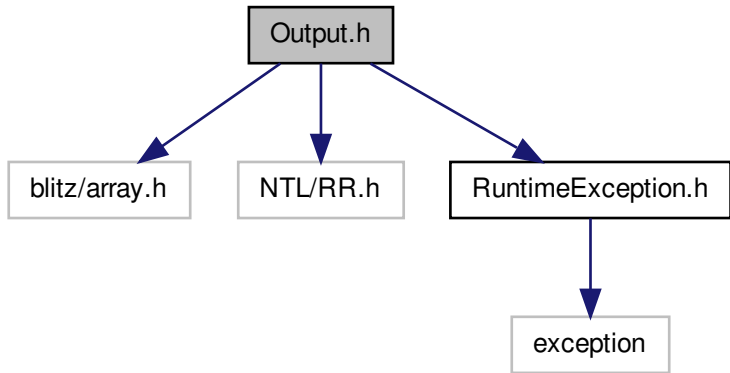 Output.h
blitz/array.h
NTL/RR.h
RuntimeException.h
exception